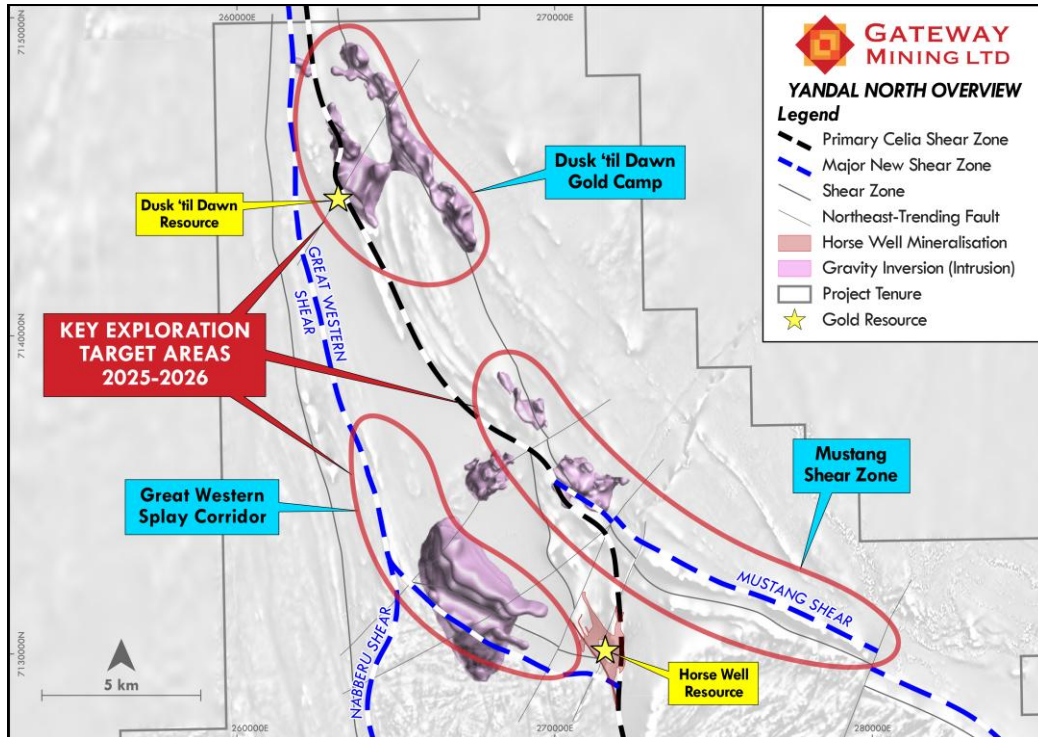 260000E
270000E
7150000N
GATEWAY
MINING LTD
YANDAL NORTH OVERVIEW
Legend
Primary Celia Shear Zone
Major New Shear Zone
Shear Zone
Northeast-Trending Fault
Horse Well Mineralisation
Gravity Inversion (Intrusion)
Project Tenure
Gold Resource
Dusk ‘til Dawn
Gold Camp
Dusk ‘til Dawn
Resource
GREAT WESTERN
SHEAR
7140000N
KEY EXPLORATION
TARGET AREAS
2025-2026
Mustang
Shear Zone
Great Western
Splay Corridor
MUSTANG SHEAR
NABBERU SHEAR
7130000N
5 km
Horse Well
Resource
260000E
270000E
280000E